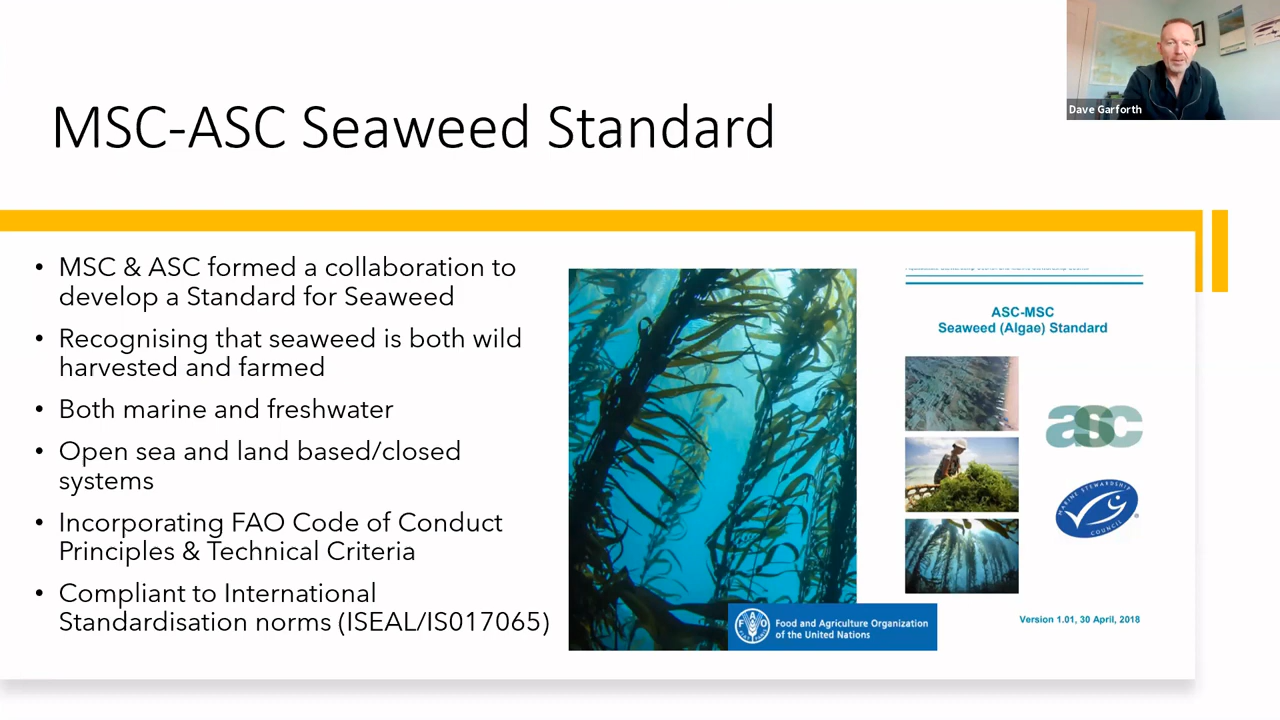 Dave Garforth
MSC-ASC Seaweed Standard
• MSC & ASC formed a collaboration to
develop a Standard for Seaweed
• Recognising that seaweed is both wild
harvested and farmed
• Both marine and freshwater
• Open sea and land based/closed
systems
• Incorporating FAO Code of Conduct
Principles & Technical Criteria
• Compliant to International
Standardisation norms (ISEAL/IS017065)
FAO
Food and Agriculture Organization
of the United Nations
ASC-MSC
Seaweed (Algae) Standard
asc
MARINE STEWARDSHIP
COUNCIL
Version 1.01, 30 April, 2018